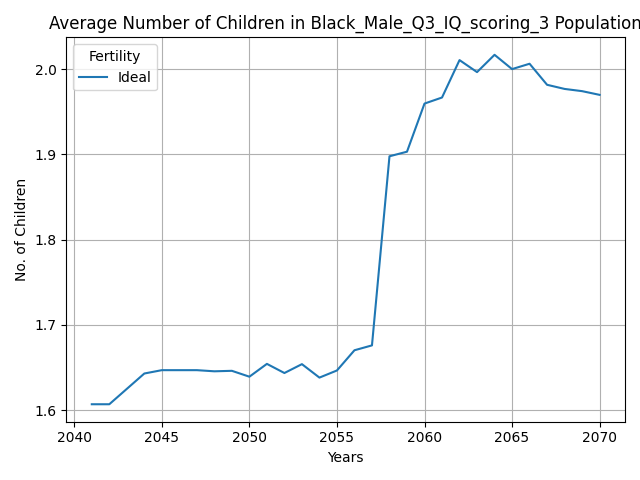 Average Number of Children in Black_Male_Q3_IQ_scoring_3 Population
Fertility
Ideal
No. of Children
2.0
1.9
1.8
1.7
1.6
2040 2045 2050 2055 2060 2065 2070
Years